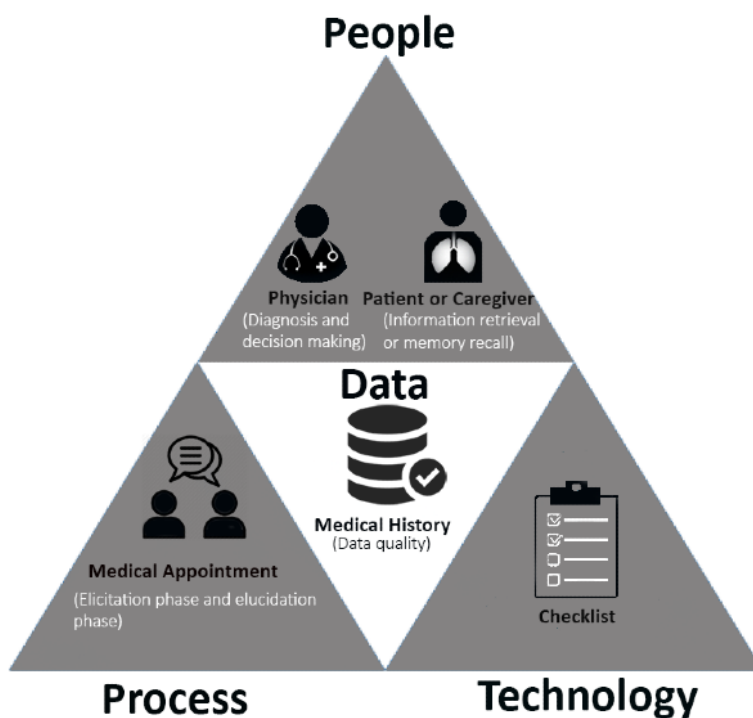 People
Physician
(Diagnosis and
decision making)
Patient or Caregiver
(Information retrieval
or memory recall)
Data
Medical History
(Data quality)
Medical Appointment
(Elicitation phase and elucidation
phase)
Checklist
Process
Technology